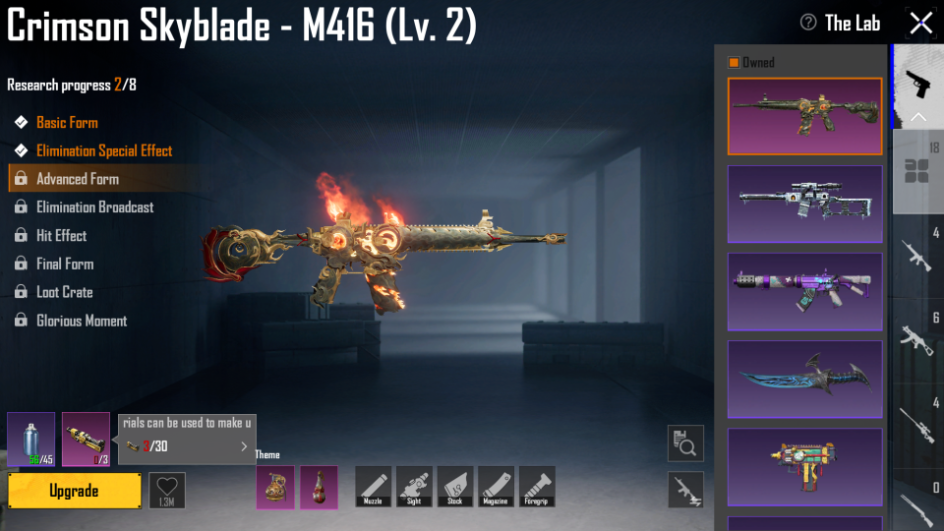 Crimson Skyblade - M416 (Lv. 2)
The Lab
Research progress 2/8
Owned
Basic Form
Elimination Special Effect
Advanced Form
Elimination Broadcast
Hit Effect
Final Form
Loot Crate
Glorious Moment
18
4
6
4
0
rials can be used to make u
3/30
56/45
0/3
Theme
Upgrade
1.3M
Muzzle
Sight
Stock
Magazine
Foregrip